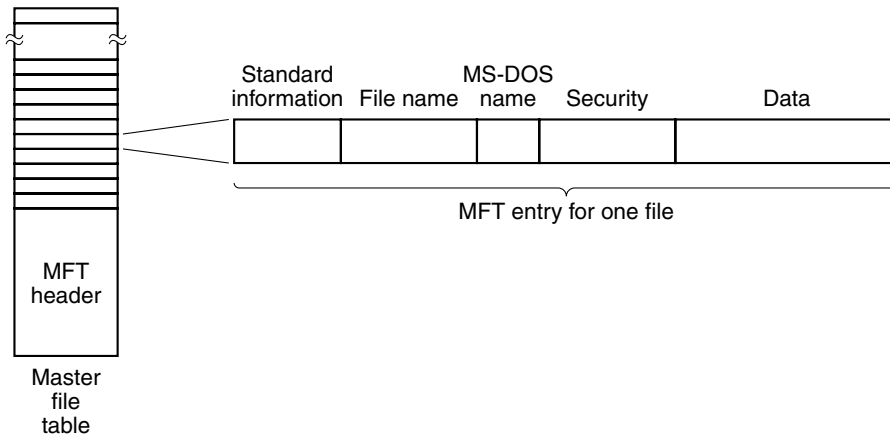 Standard
information
File name
MS-DOS
name
Security
Data
MFT entry for one file
MFT
header
Master
file
table